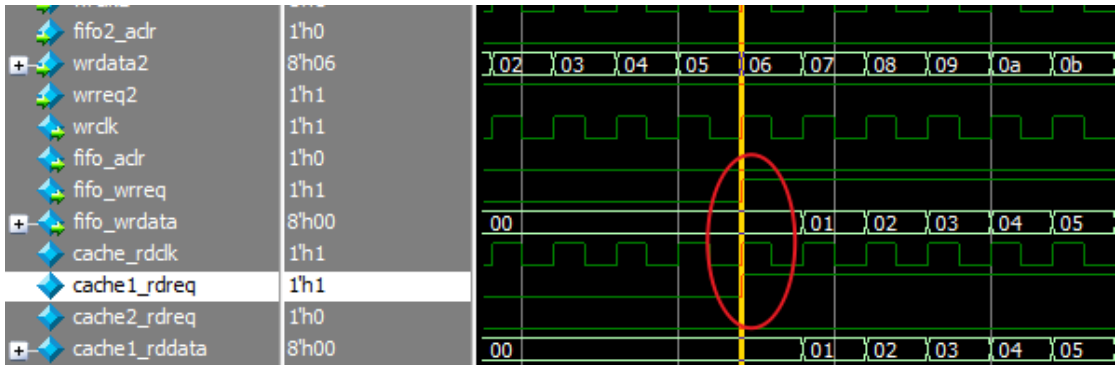 fifo2_aclr 1'h0
wrdata2 8'h06 02 03 04 05 06 07 08 09 0a 0b
wrreq2 1'h1
wrclk 1'h1
fifo_aclr 1'h0
fifo_wrreq 1'h1
fifo_wrdata 8'h00 00 01 02 03 04 05
cache_rdclk 1'h1
cache1_rdreq 1'h1
cache2_rdreq 1'h0
cache1_rddata 8'h00 00 01 02 03 04 05